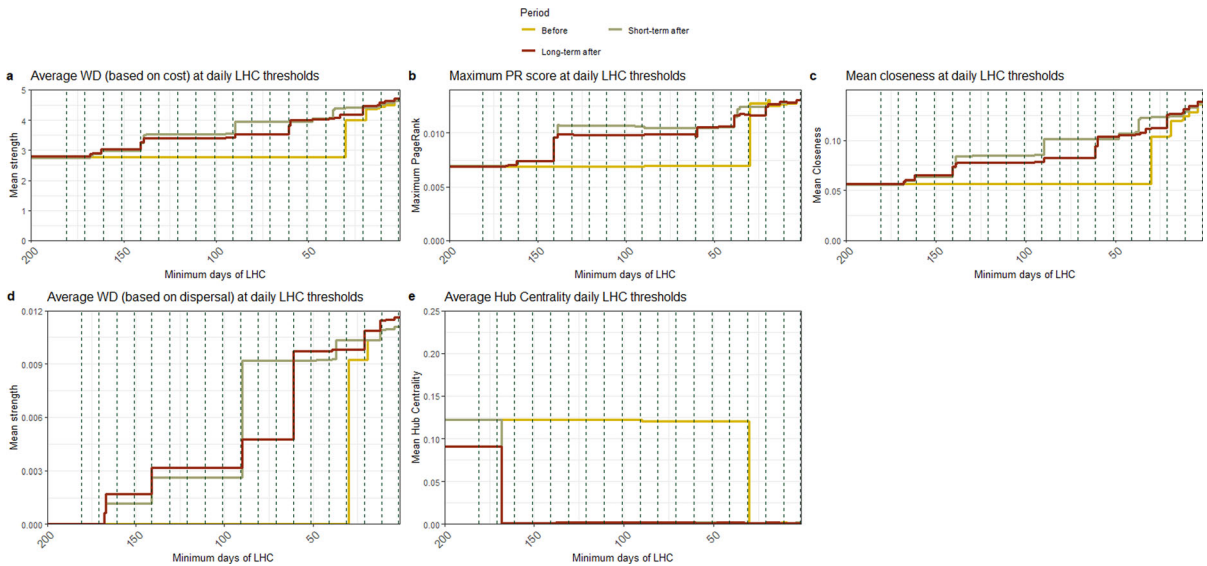 Period
Before
Short-term after
Long-term after
a Average WD (based on cost) at daily LHC thresholds
Mean strength
5
4
3
2
1
0
200
150
100
50
Minimum days of LHC
b Maximum PR score at daily LHC thresholds
Maximum PageRank
0.010
0.005
0.000
200
150
100
50
Minimum days of LHC
c Mean closeness at daily LHC thresholds
Mean Closeness
0.10
0.05
0.00
200
150
100
50
Minimum days of LHC
d Average WD (based on dispersal) at daily LHC thresholds
Mean strength
0.012
0.009
0.006
0.003
0.000
200
150
100
50
Minimum days of LHC
e Average Hub Centrality daily LHC thresholds
Mean Hub Centrality
0.25
0.20
0.15
0.10
0.05
0.00
200
150
100
50
Minimum days of LHC